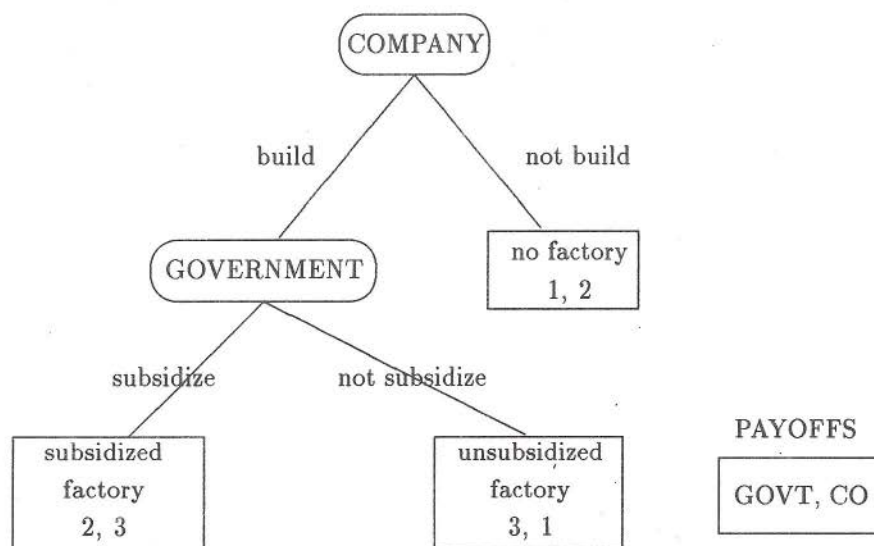 COMPANY
build
not build
GOVERNMENT
no factory
1, 2
subsidize
not subsidize
subsidized
factory
2, 3
unsubsidized
factory
3, 1
PAYOFFS
GOVT, CO